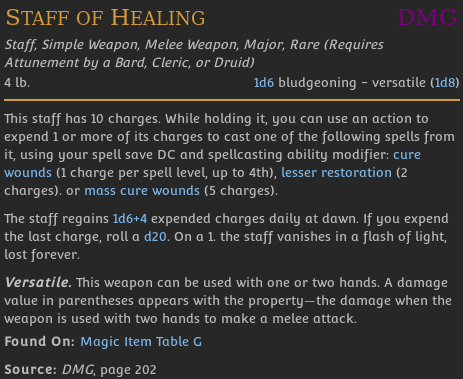 STAFF OF HEALING DMG
Staff, Simple Weapon, Melee Weapon, Major, Rare (Requires
Attunement by a Bard, Cleric, or Druid)
4 lb. 1d6 bludgeoning - versatile (1d8)
This staff has 10 charges. While holding it, you can use an action to
expend 1 or more of its charges to cast one of the following spells from
it, using your spell save DC and spellcasting ability modifier: cure
wounds (1 charge per spell level, up to 4th), lesser restoration (2
charges). or mass cure wounds (5 charges).
The staff regains 1d6+4 expended charges daily at dawn. If you expend
the last charge, roll a d20. On a 1. the staff vanishes in a flash of light,
lost forever.
Versatile. This weapon can be used with one or two hands. A damage
value in parentheses appears with the property—the damage when the
weapon is used with two hands to make a melee attack.
Found On: Magic Item Table G
Source: DMG, page 202